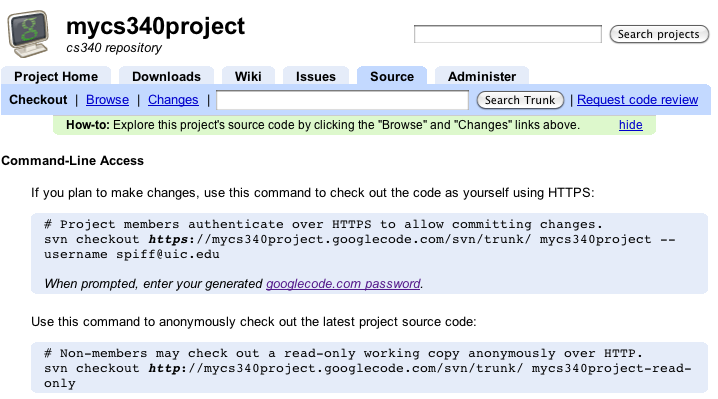 mycs340project
cs340 repository
Search projects
Project Home Downloads Wiki Issues Source Administer
Checkout | Browse | Changes | Search Trunk | Request code review
How-to: Explore this project's source code by clicking the "Browse" and "Changes" links above. hide
Command-Line Access
If you plan to make changes, use this command to check out the code as yourself using HTTPS:
# Project members authenticate over HTTPS to allow committing changes.
svn checkout https://mycs340project.googlecode.com/svn/trunk/ mycs340project --
username spiff@uic.edu
When prompted, enter your generated googlecode.com password.
Use this command to anonymously check out the latest project source code:
# Non-members may check out a read-only working copy anonymously over HTTP.
svn checkout http://mycs340project.googlecode.com/svn/trunk/ mycs340project-read-
only